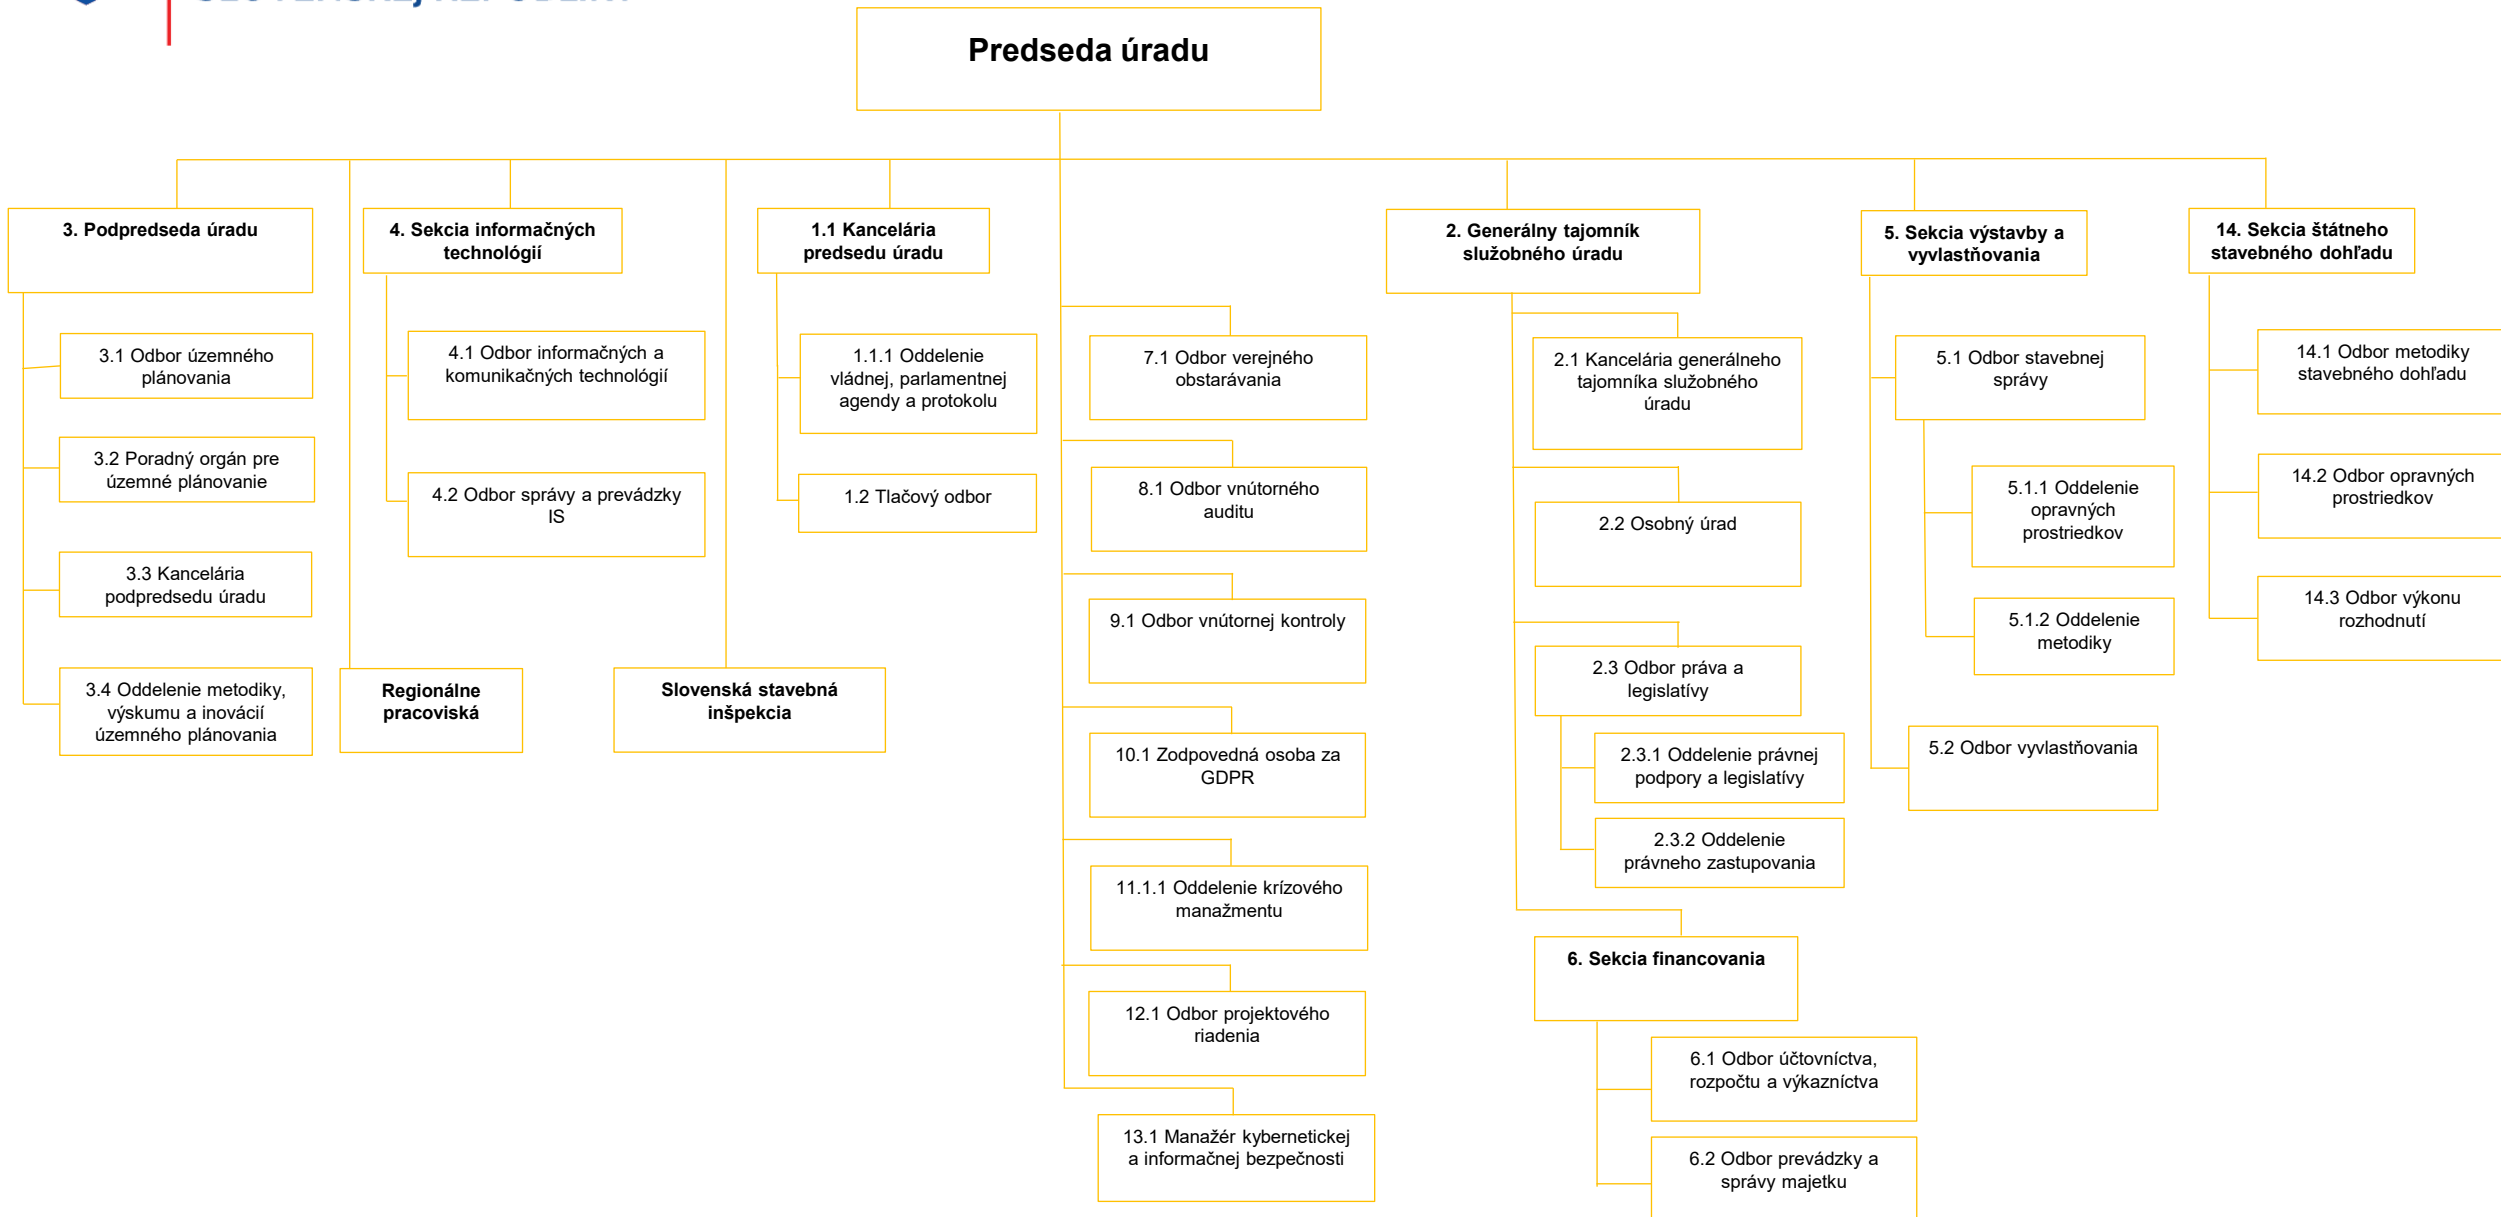 Predseda úradu
3. Podpredseda úradu
4. Sekcia informačných
technológií
1.1 Kancelária
predsedu úradu
2. Generálny tajomník
služobného úradu
5. Sekcia výstavby a
vyvlastňovania
14. Sekcia štátneho
stavebného dohľadu
3.1 Odbor územného
plánovania
3.2 Poradný orgán pre
územné plánovanie
3.3 Kancelária
podpredsedu úradu
3.4 Oddelenie metodiky,
výskumu a inovácií
územného plánovania
Regionálne
pracoviská
4.1 Odbor informačných a
komunikačných technológií
4.2 Odbor správy a prevádzky
IS
Slovenská stavebná
inšpekcia
1.1.1 Oddelenie
vládnej, parlamentnej
agendy a protokolu
1.2 Tlačový odbor
7.1 Odbor verejného
obstarávania
8.1 Odbor vnútorného
auditu
9.1 Odbor vnútornej kontroly
10.1 Zodpovedná osoba za
GDPR
11.1.1 Oddelenie krízového
manažmentu
12.1 Odbor projektového
riadenia
13.1 Manažér kybernetickej
a informačnej bezpečnosti
2.1 Kancelária generálneho
tajomníka služobného
úradu
2.2 Osobný úrad
2.3 Odbor práva a
legislatívy
2.3.1 Oddelenie právnej
podpory a legislatívy
2.3.2 Oddelenie
právneho zastupovania
6. Sekcia financovania
6.1 Odbor účtovníctva,
rozpočtu a výkazníctva
6.2 Odbor prevádzky a
správy majetku
5.1 Odbor stavebnej
správy
5.1.1 Oddelenie
opravných
prostriedkov
5.1.2 Oddelenie
metodiky
5.2 Odbor vyvlastňovania
14.1 Odbor metodiky
stavebného dohľadu
14.2 Odbor opravných
prostriedkov
14.3 Odbor výkonu
rozhodnutí